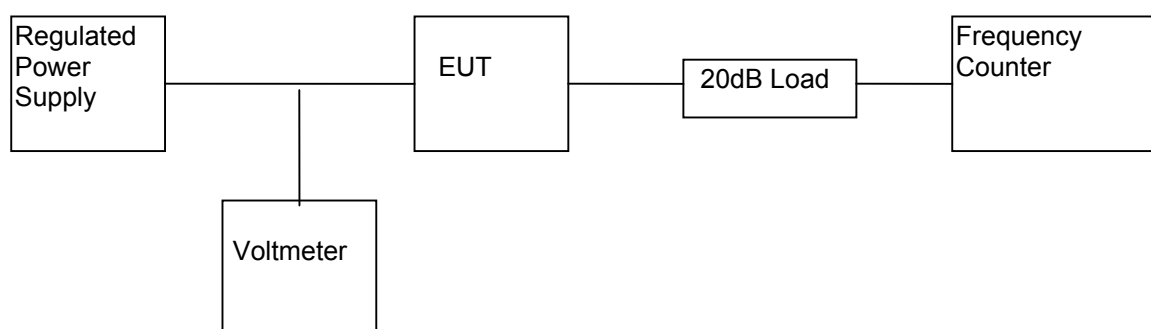 Regulated
Power
Supply
EUT
20dB Load
Frequency
Counter
Voltmeter